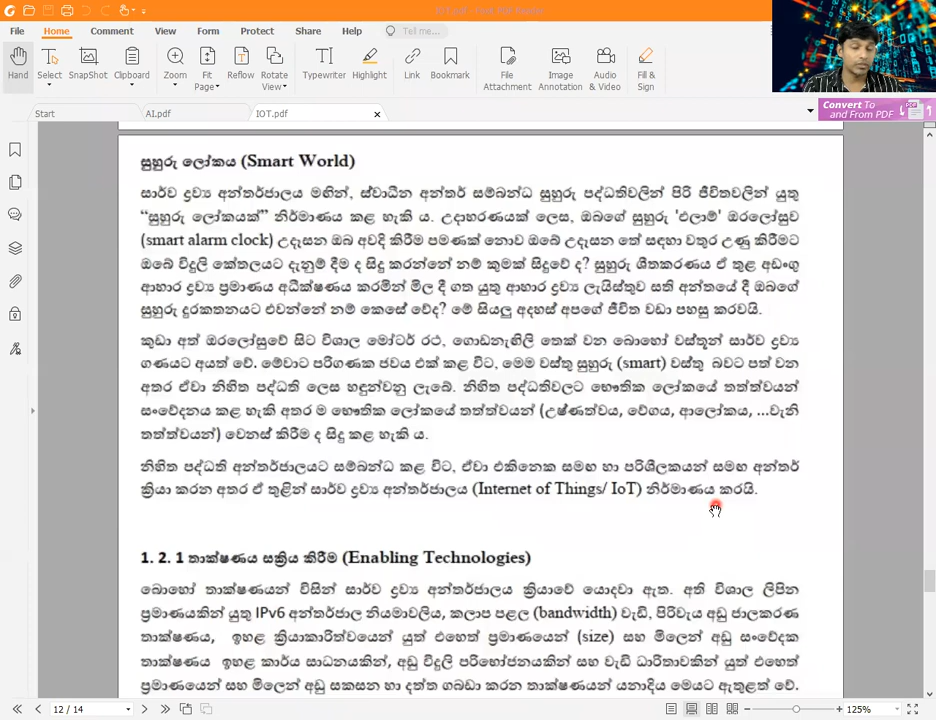 IOT.pdf - Foxit PDF Reader
File Home Comment View Form Protect Share Help Tell me...
Hand Select SnapShot Clipboard Zoom Fit Page Reflow Rotate View Typewriter Highlight Link Bookmark File Attachment Image Annotation Audio & Video Fill & Sign
Convert To and From PDF
Start AI.pdf IOT.pdf
සුහුරු ලෝකය (Smart World)
සාර්ව ද්‍රව්‍ය අන්තර්ජාලය මඟින්, ස්වාධීන අන්තර් සම්බන්ධ සුහුරු පද්ධතිවලින් පිරි ජීවිතවලින් යුතු
“සුහුරු ලෝකයක්” නිර්මාණය කළ හැකි ය. උදාහරණයක් ලෙස, ඔබගේ සුහුරු 'එලාම්' ඔරලෝසුව
(smart alarm clock) උදෑසන ඔබ අවදි කිරීම පමණක් නොව ඔබේ උදෑසන තේ සඳහා වතුර උණු කිරීමට
ඔබේ විදුලි කේතලයට දැනුම් දීම ද සිදු කරන්නේ නම් කුමක් සිදුවේ ද? සුහුරු ශීතකරණය ඒ තුළ අඩංගු
ආහාර ද්‍රව්‍ය ප්‍රමාණය අධීක්ෂණය කරමින් මිල දී ගත යුතු ආහාර ද්‍රව්‍ය ලැයිස්තුව සති අන්තයේ දී ඔබගේ
සුහුරු දුරකතනයට එවන්නේ නම් කෙසේ වේද? මේ සියලු අදහස් අපගේ ජීවිත වඩා පහසු කරවයි.
කුඩා අත් ඔරලෝසුවේ සිට විශාල මෝටර් රථ, ගොඩනැඟිලි තෙක් වන බොහෝ වස්තූන් සාර්ව ද්‍රව්‍ය
ගණයට අයත් වේ. මේවාට පරිගණක ජවය එක් කළ විට, මෙම වස්තු සුහුරු (smart) වස්තු බවට පත් වන
අතර ඒවා නිහිත පද්ධති ලෙස හඳුන්වනු ලැබේ. නිහිත පද්ධතිවලට භෞතික ලෝකයේ තත්ත්වයන්
සංවේදනය කළ හැකි අතර ම භෞතික ලෝකයේ තත්ත්වයන් (උෂ්ණත්වය, වේගය, ආලෝකය, ...වැනි
තත්ත්වයන්) වෙනස් කිරීම ද සිදු කළ හැකි ය.
නිහිත පද්ධති අන්තර්ජාලයට සම්බන්ධ කළ විට, ඒවා එකිනෙක සමඟ හා පරිශීලකයන් සමඟ අන්තර්
ක්‍රියා කරන අතර ඒ තුළින් සාර්ව ද්‍රව්‍ය අන්තර්ජාලය (Internet of Things/ IoT) නිර්මාණය කරයි.
1. 2. 1 තාක්ෂණය සක්‍රිය කිරීම (Enabling Technologies)
බොහෝ තාක්ෂණයන් විසින් සාර්ව ද්‍රව්‍ය අන්තර්ජාලය ක්‍රියාවේ යොදවා ඇත. අති විශාල ලිපින
ප්‍රමාණයකින් යුතු IPv6 අන්තර්ජාල නියමාවලිය, කලාප පළල (bandwidth) වැඩි, පිරිවැය අඩු ජාලකරණ
තාක්ෂණය, ඉහළ ක්‍රියාකාරිත්වයෙන් යුත් එහෙත් ප්‍රමාණයෙන් (size) සහ මිලෙන් අඩු සංවේදක
තාක්ෂණය ඉහළ කාර්ය සාධනයකින්, අඩු විදුලි පරිභෝජනයකින් සහ වැඩි ධාරිතාවකින් යුත් එහෙත්
ප්‍රමාණයෙන් සහ මිලෙන් අඩු සකසන හා දත්ත ගබඩා කරන තාක්ෂණයන් යනාදිය මෙයට ඇතුළත් වේ.
12 / 14 125%